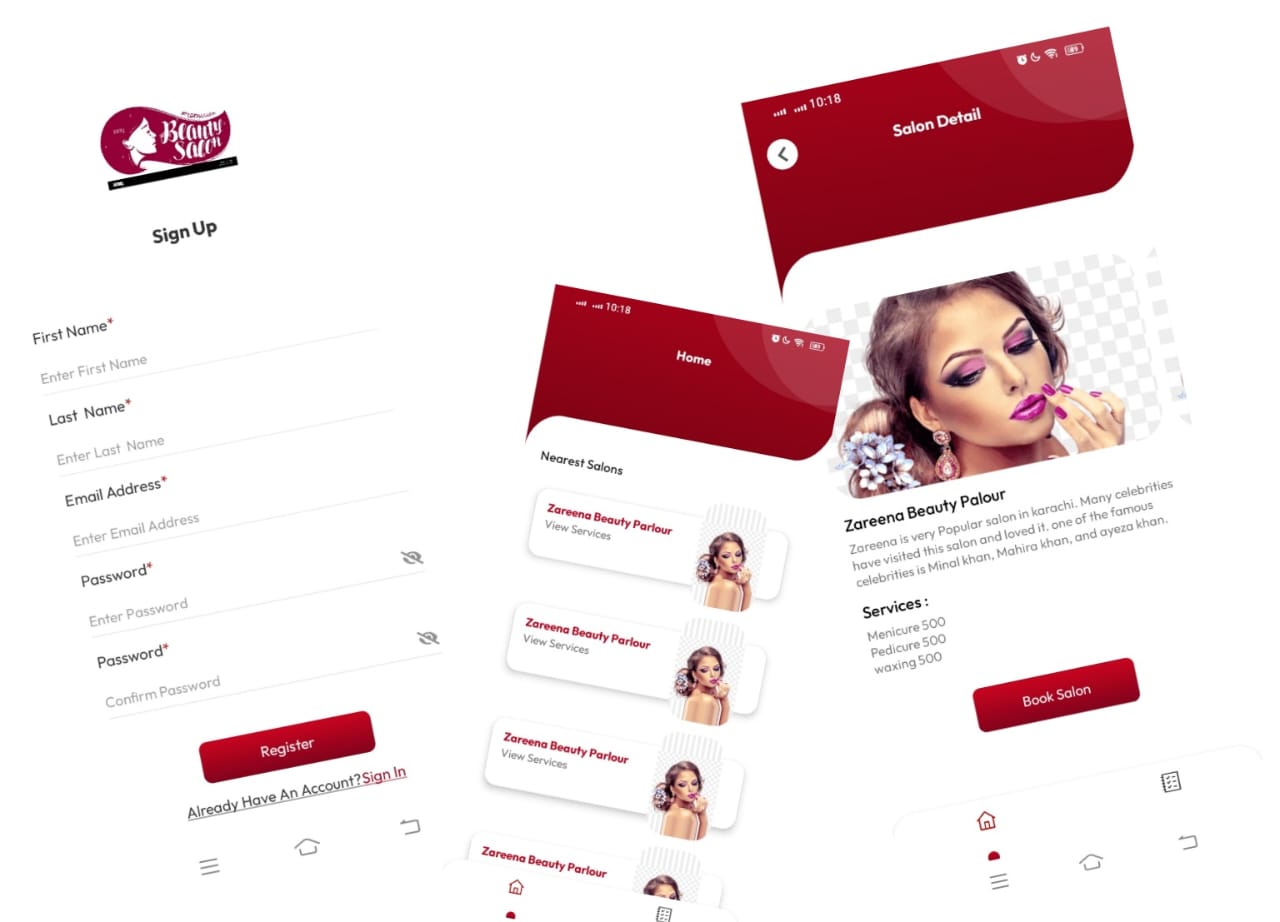 Beauty
Salon
Sign Up
First Name*
Enter First Name
Last Name*
Enter Last Name
Email Address*
Enter Email Address
Password*
Enter Password
Password*
Confirm Password
Register
Already Have An Account?Sign In
10:18
Home
Nearest Salons
Zareena Beauty Parlour
View Services
Zareena Beauty Parlour
View Services
Zareena Beauty Parlour
View Services
Zareena Beauty Parlour
10:18
Salon Detail
Zareena Beauty Palour
Zareena is very Popular salon in karachi. Many celebrities
have visited this salon and loved it. one of the famous
celebrities is Minal khan, Mahira khan, and ayeza khan.
Services :
Menicure 500
Pedicure 500
waxing 500
Book Salon